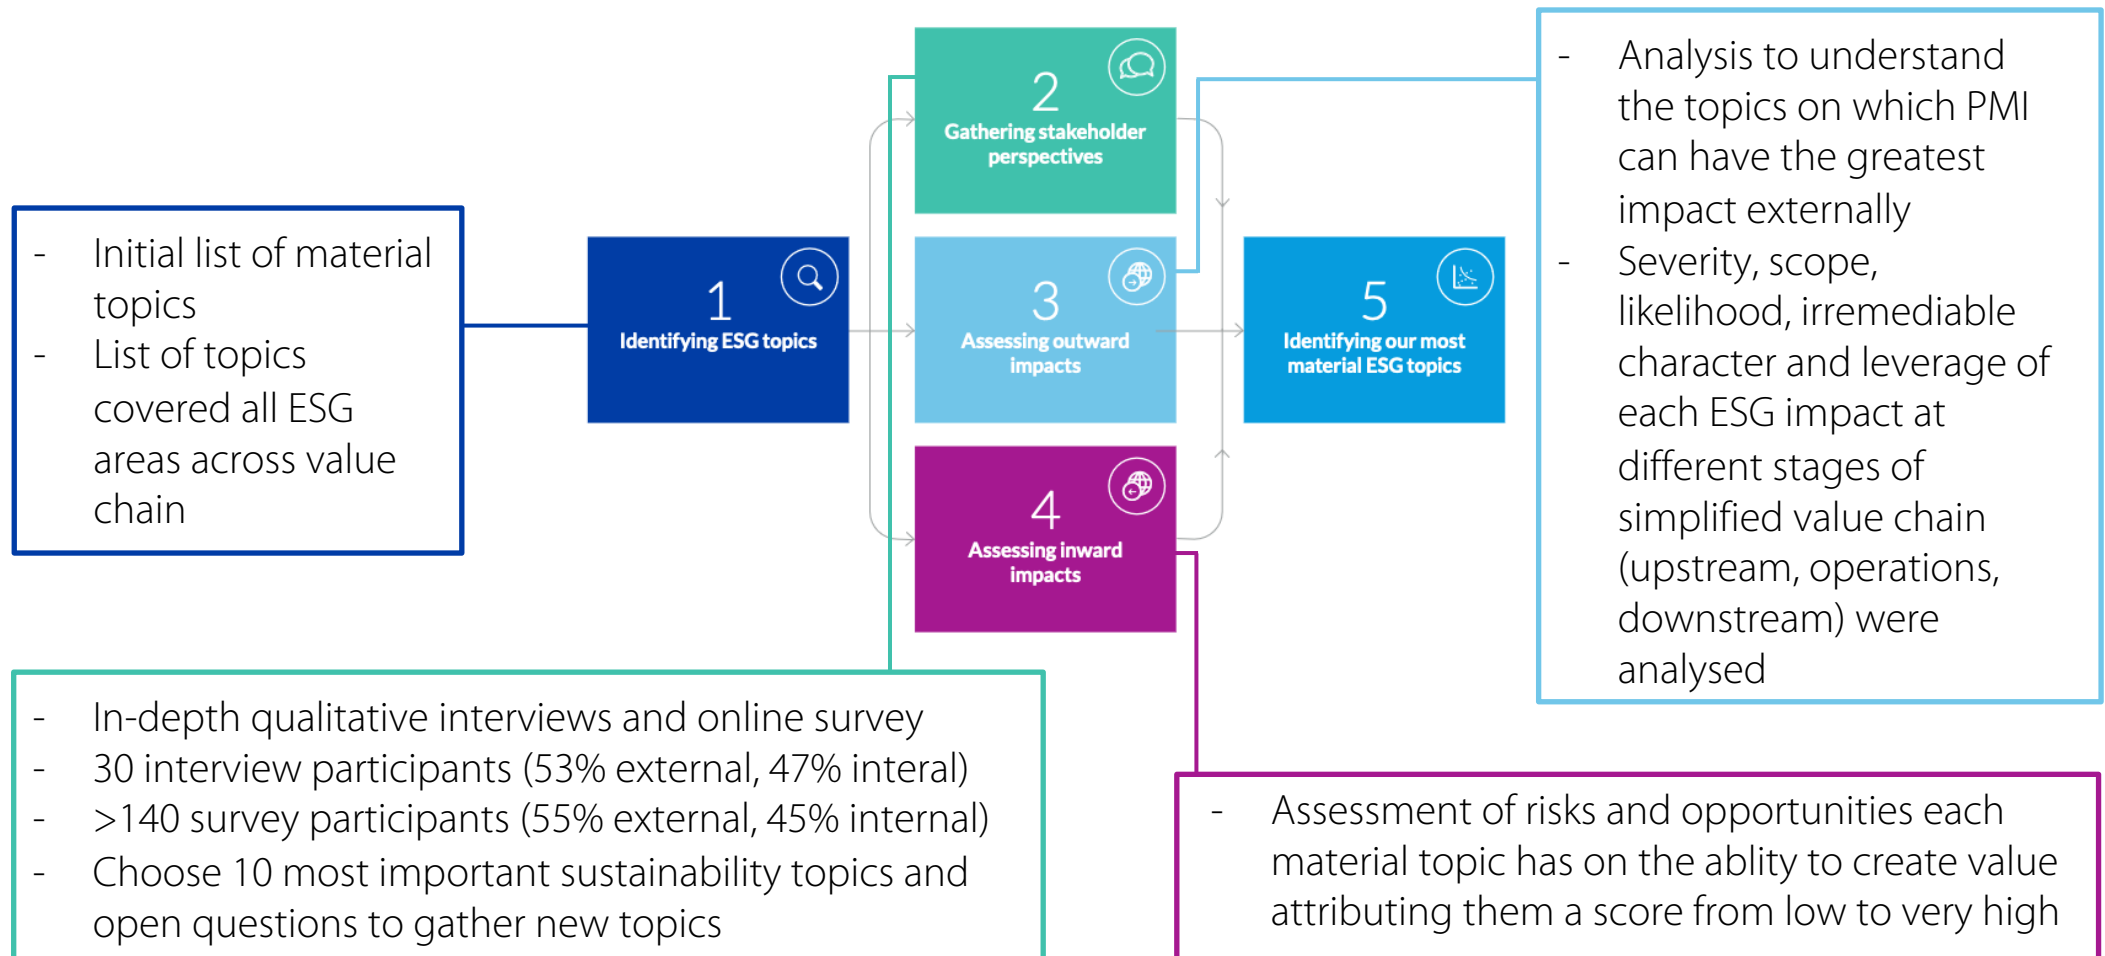 - Initial list of material
topics
- List of topics
covered all ESG
areas across value
chain
1
Identifying ESG topics
2
Gathering stakeholder
perspectives
3
Assessing outward
impacts
4
Assessing inward
impacts
5
Identifying our most
material ESG topics
- Analysis to understand
the topics on which PMI
can have the greatest
impact externally
- Severity, scope,
likelihood, irremediable
character and leverage of
each ESG impact at
different stages of
simplified value chain
(upstream, operations,
downstream) were
analysed
- In-depth qualitative interviews and online survey
- 30 interview participants (53% external, 47% interal)
- >140 survey participants (55% external, 45% internal)
- Choose 10 most important sustainability topics and
open questions to gather new topics
- Assessment of risks and opportunities each
material topic has on the ablity to create value
attributing them a score from low to very high